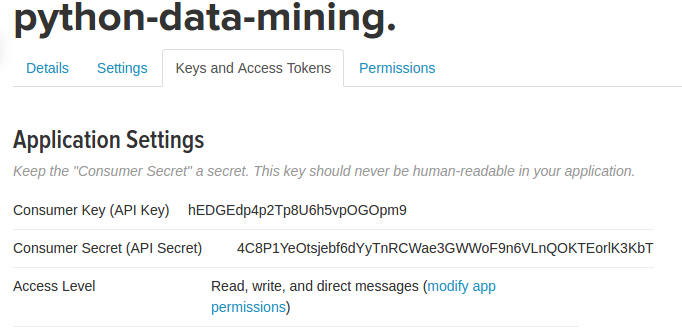 python-data-mining.
Details Settings Keys and Access Tokens Permissions
Application Settings
Keep the "Consumer Secret" a secret. This key should never be human-readable in your application.
Consumer Key (API Key) hEDGEdp4p2Tp8U6h5vpOGOpm9
Consumer Secret (API Secret) 4C8P1YeOtsjebf6dYyTnRCWae3GWWoF9n6VLnQOKTEorlK3KbT
Access Level Read, write, and direct messages (modify app
permissions)